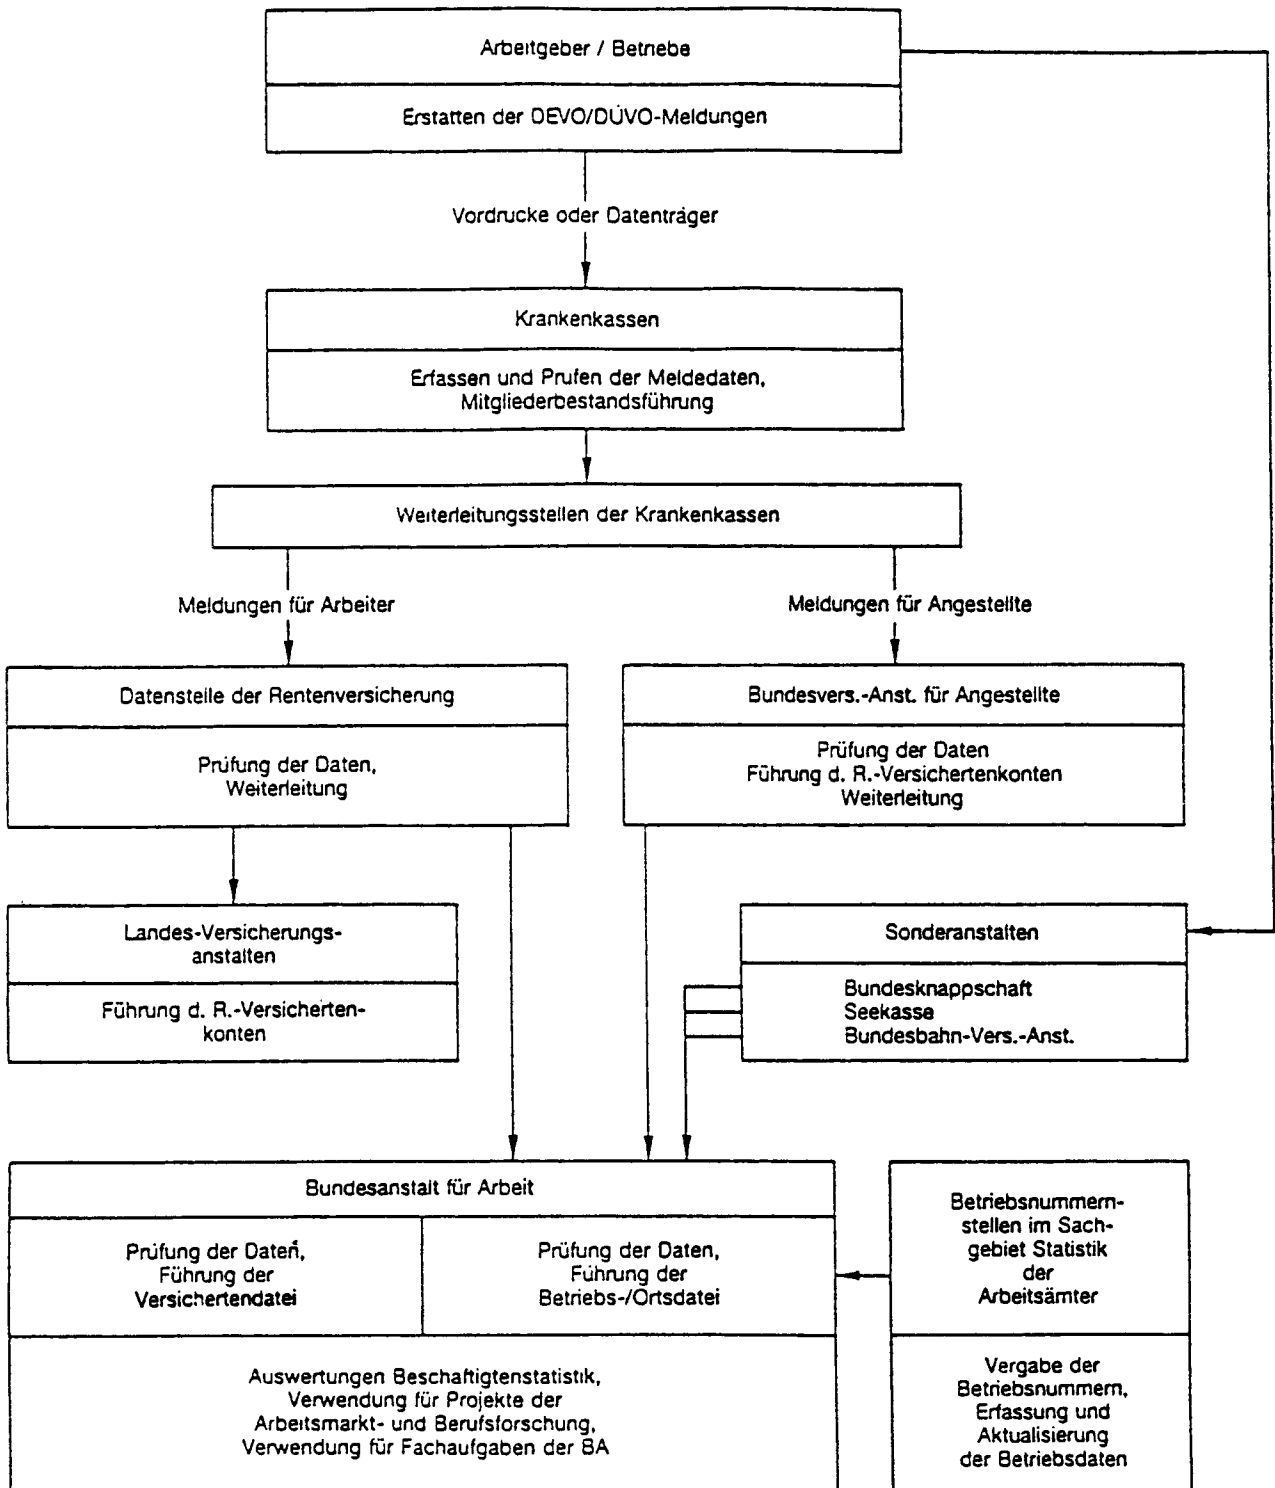 Arbeitgeber / Betriebe
Erstatten der DEVO/DÜVO-Meldungen
Vordrucke oder Datenträger
Krankenkassen
Erfassen und Prufen der Meldedaten,
Mitgliederbestandsführung
Weiterleitungsstellen der Krankenkassen
Meldungen für Arbeiter
Meldungen für Angestellte
Datenstelle der Rentenversicherung
Prüfung der Daten,
Weiterleitung
Bundesvers.-Anst. für Angestellte
Prüfung der Daten
Führung d. R.-Versichertenkonten
Weiterleitung
Landes-Versicherungs-
anstalten
Führung d. R.-Versicherten-
konten
Sonderanstalten
Bundesknappschaft
Seekasse
Bundesbahn-Vers.-Anst.
Bundesanstalt für Arbeit
Prüfung der Daten,
Führung der
Versichertendatei
Prüfung der Daten,
Führung der
Betriebs-/Ortsdatei
Auswertungen Beschaftigtenstatistik,
Verwendung für Projekte der
Arbeitsmarkt- und Berufsforschung,
Verwendung für Fachaufgaben der BA
Betriebsnummern-
stellen im Sach-
gebiet Statistik
der
Arbeitsämter
Vergabe der
Betriebsnummern,
Erfassung und
Aktualisierung
der Betriebsdaten